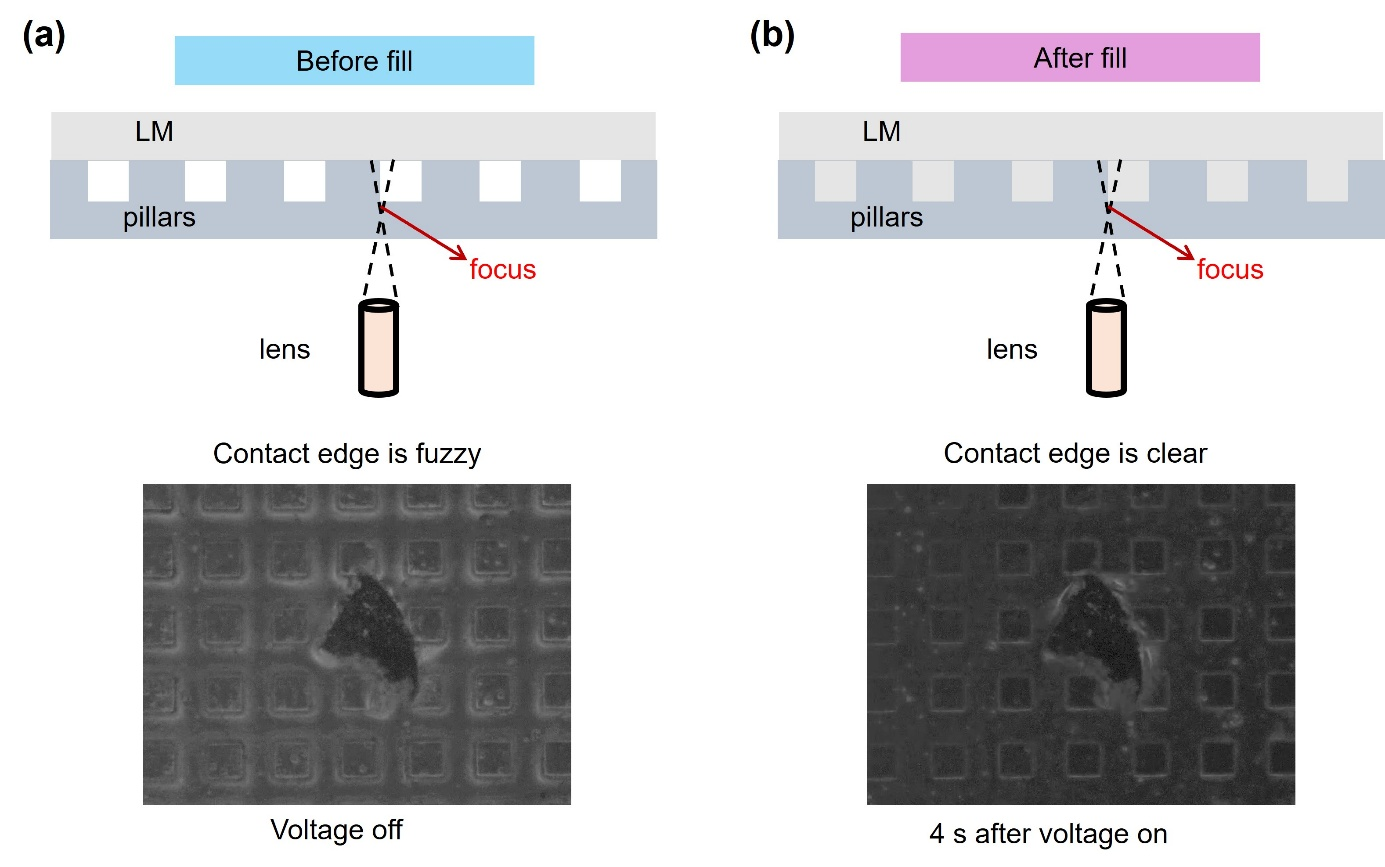 (a)
Before fill
LM
pillars
focus
lens
Contact edge is fuzzy
Voltage off
(b)
After fill
LM
pillars
focus
lens
Contact edge is clear
4 s after voltage on